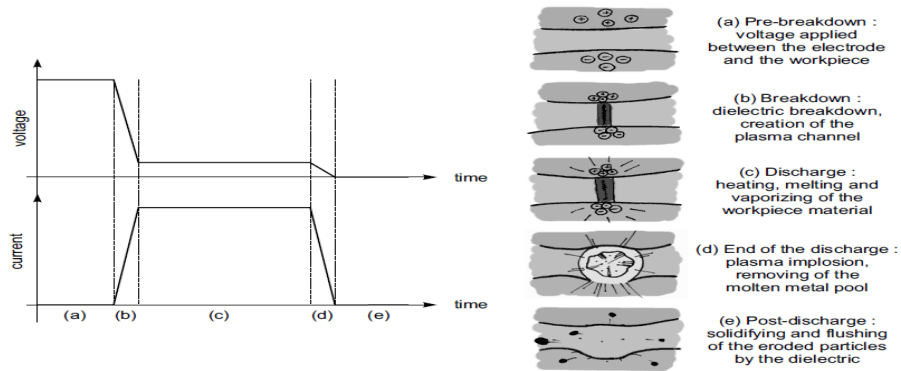 voltage
time
current
time
(a)
(b)
(c)
(d)
(e)
(a) Pre-breakdown :
voltage applied
between the electrode
and the workpiece
(b) Breakdown :
dielectric breakdown,
creation of the
plasma channel
(c) Discharge :
heating, melting and
vaporizing of the
workpiece material
(d) End of the discharge :
plasma implosion,
removing of the
molten metal pool
(e) Post-discharge :
solidifying and flushing
of the eroded particles
by the dielectric